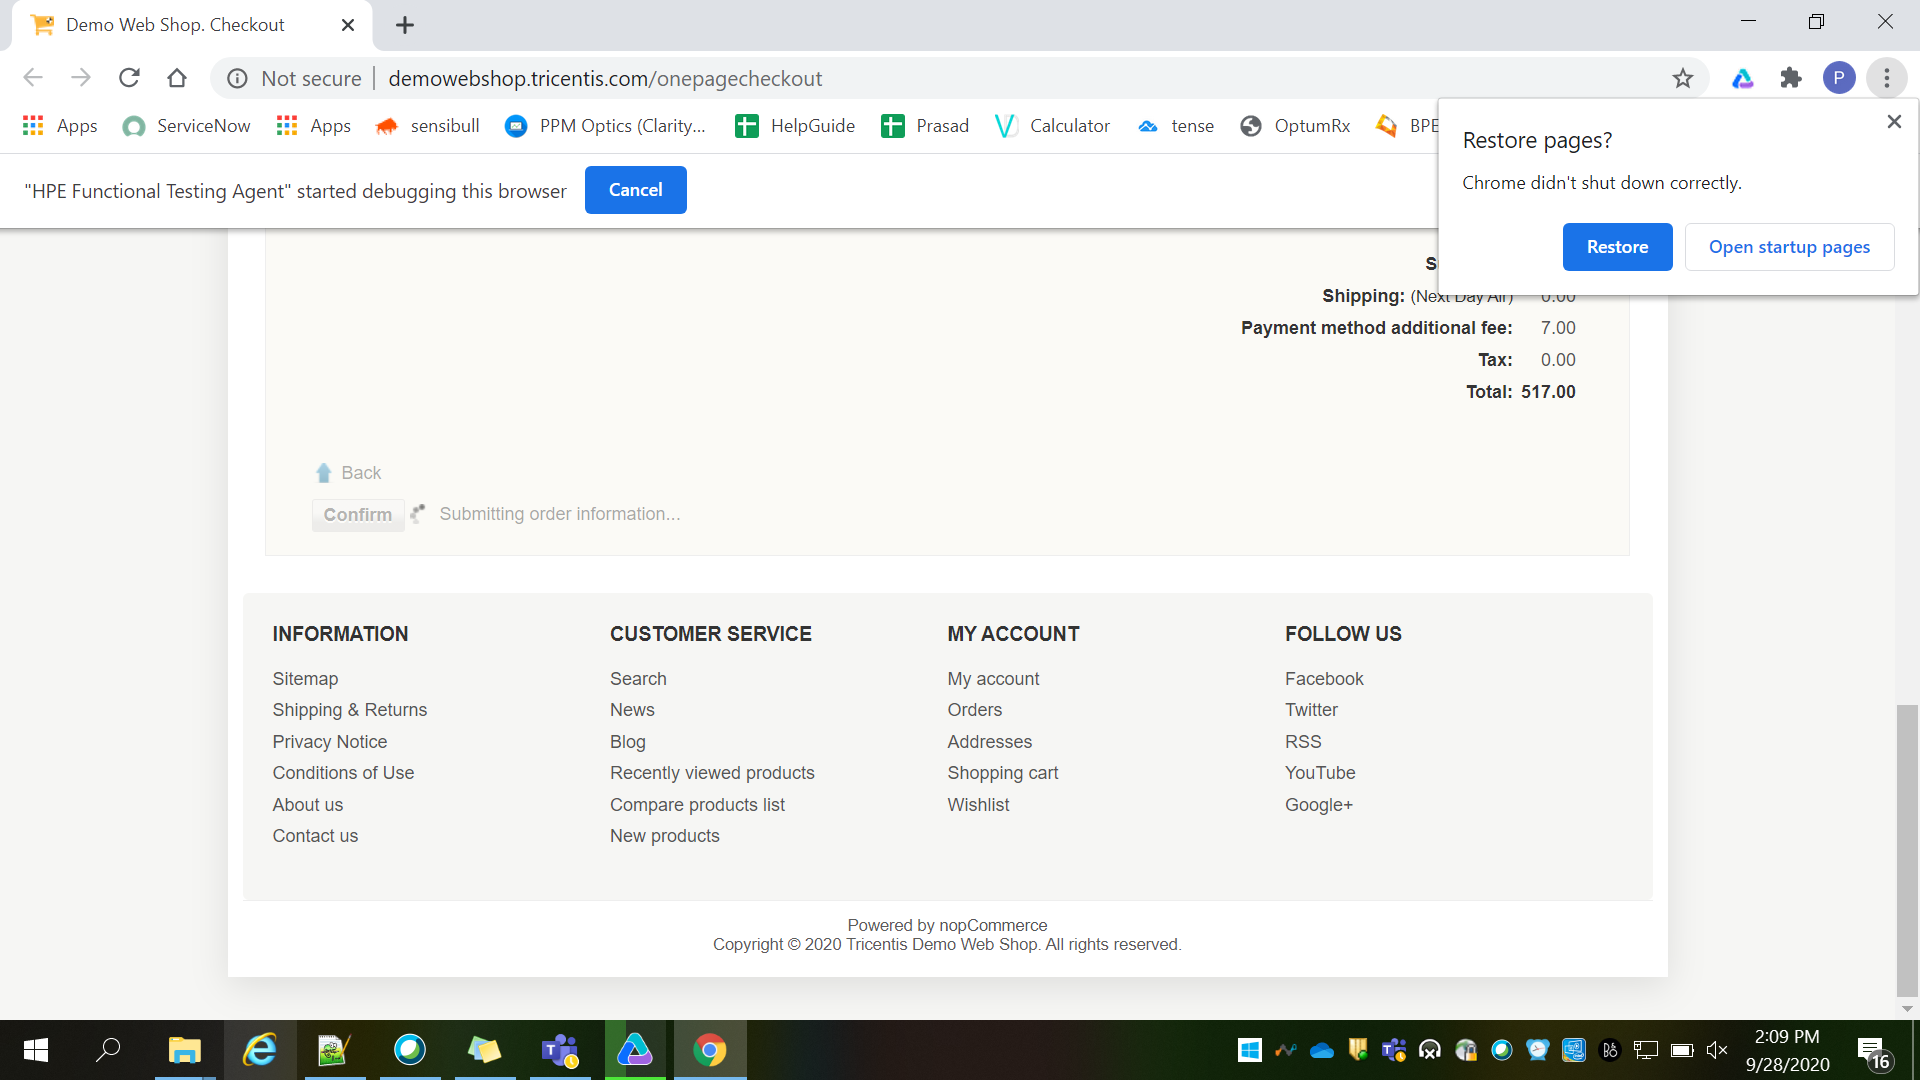 Demo Web Shop. Checkout
Not secure | demowebshop.tricentis.com/onepagecheckout
P
Apps ServiceNow Apps sensibull PPM Optics (Clarity... HelpGuide Prasad Calculator tense OptumRx BPE
"HPE Functional Testing Agent" started debugging this browser Cancel
Restore pages?
Chrome didn't shut down correctly.
Restore Open startup pages
Shipping: (Next Day Air) 0.00
Payment method additional fee: 7.00
Tax: 0.00
Total: 517.00
Back
Confirm Submitting order information...
INFORMATION
Sitemap
Shipping & Returns
Privacy Notice
Conditions of Use
About us
Contact us
CUSTOMER SERVICE
Search
News
Blog
Recently viewed products
Compare products list
New products
MY ACCOUNT
My account
Orders
Addresses
Shopping cart
Wishlist
FOLLOW US
Facebook
Twitter
RSS
YouTube
Google+
Powered by nopCommerce
Copyright © 2020 Tricentis Demo Web Shop. All rights reserved.
2:09 PM
9/28/2020
16